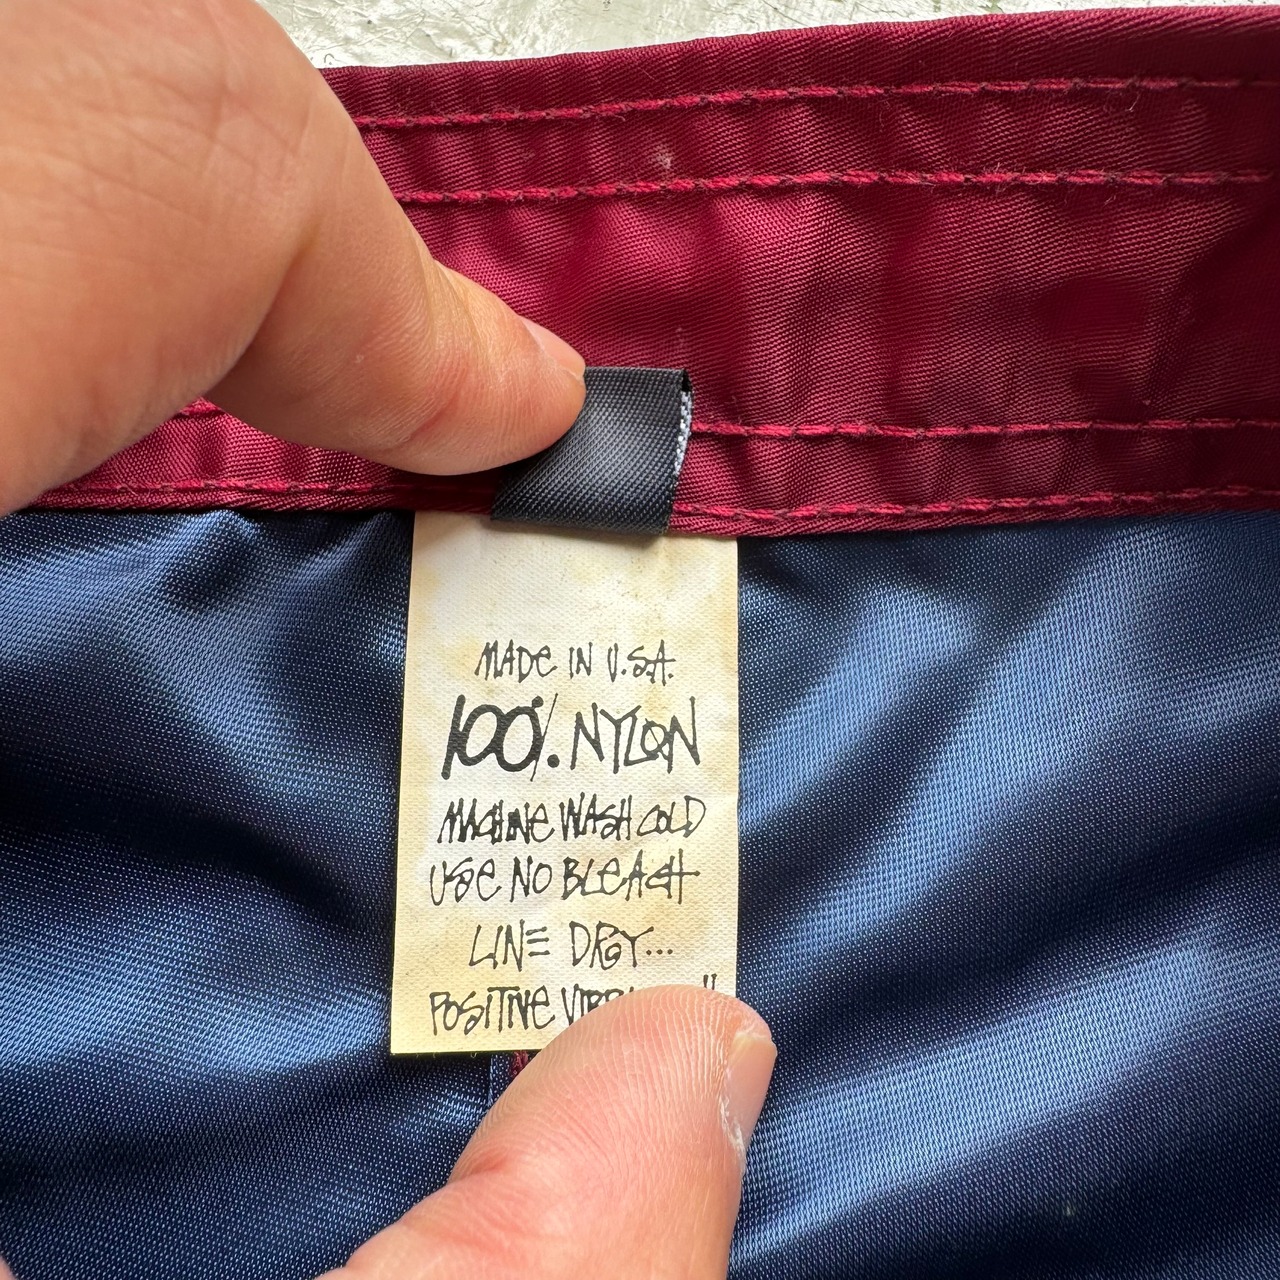 MADE IN U.S.A.
100% NYLON
MACHINE WASH COLD
USE NO BLEACH
LINE DRY...
POSITIVE